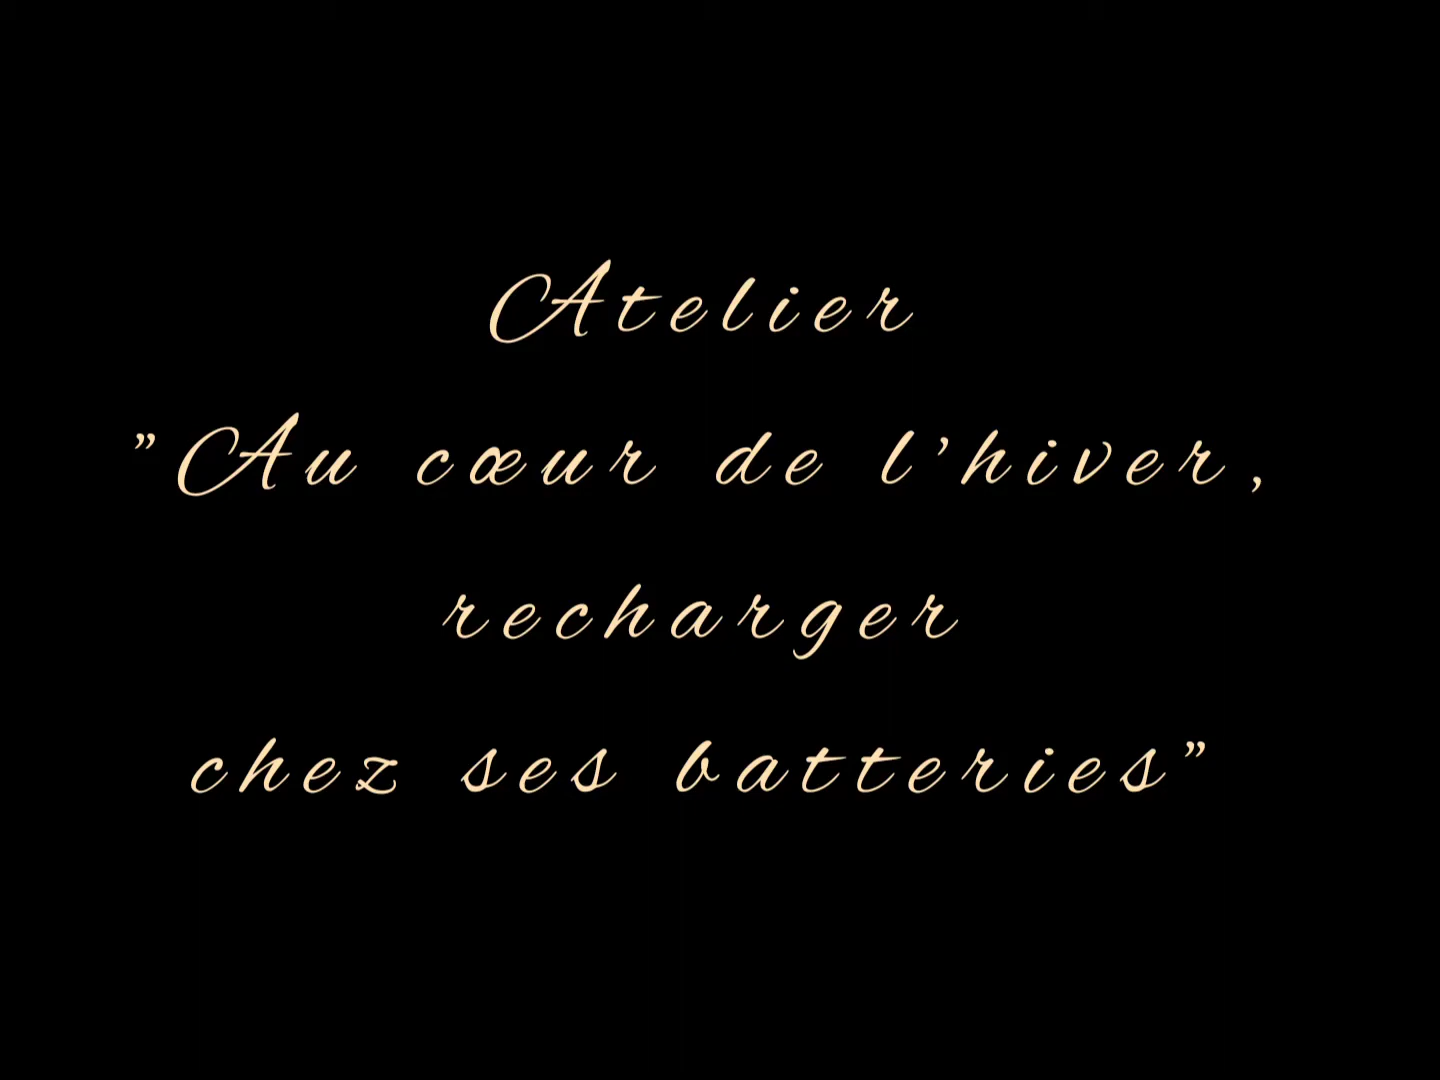 Atelier
”Au cœur de l’hiver,
recharger
chez ses batteries”